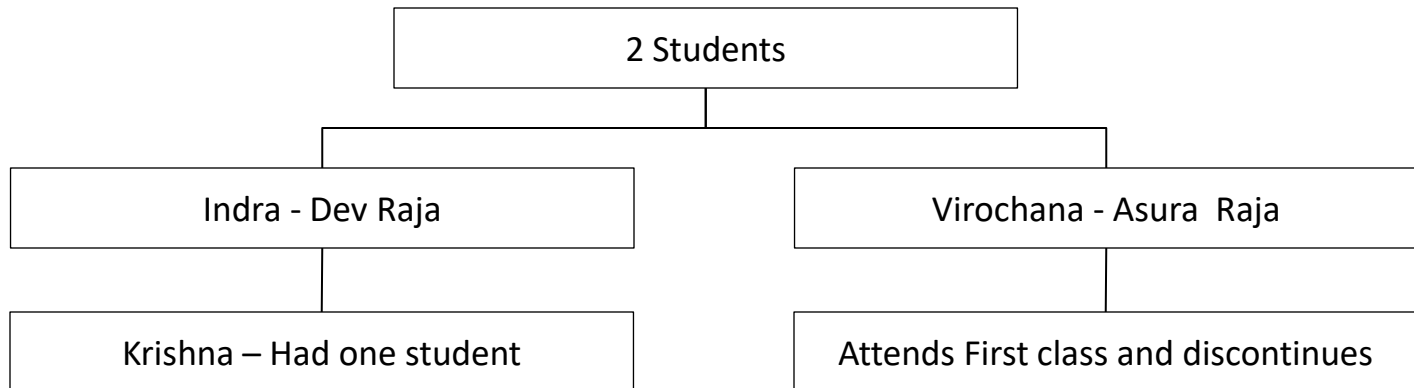 2 Students
Indra - Dev Raja
Virochana - Asura Raja
Krishna – Had one student
Attends First class and discontinues